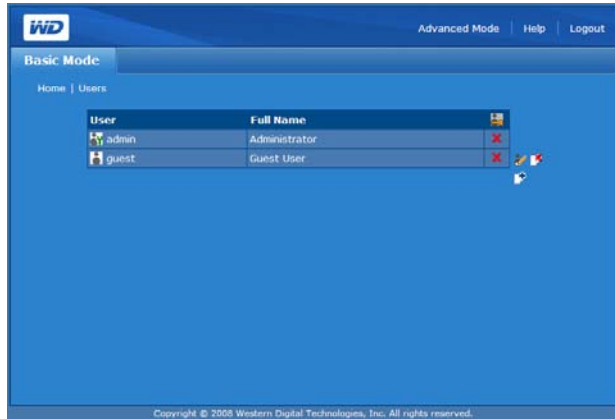 WD
Advanced Mode | Help | Logout
Basic Mode
Home | Users
User Full Name
admin Administrator
guest Guest User
Copyright © 2008 Western Digital Technologies, Inc. All rights reserved.